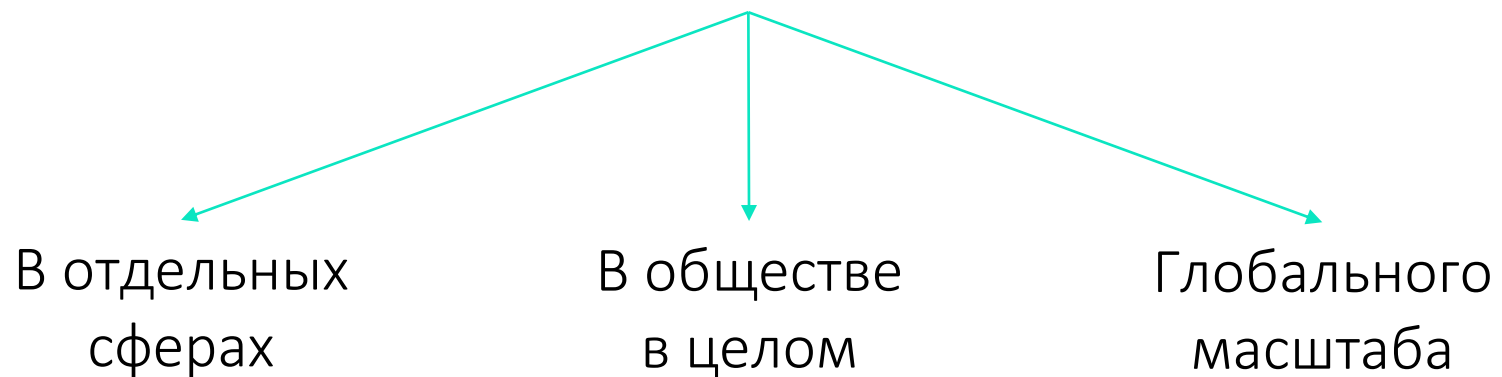 В отдельных
сферах
В обществе
в целом
Глобального
масштаба